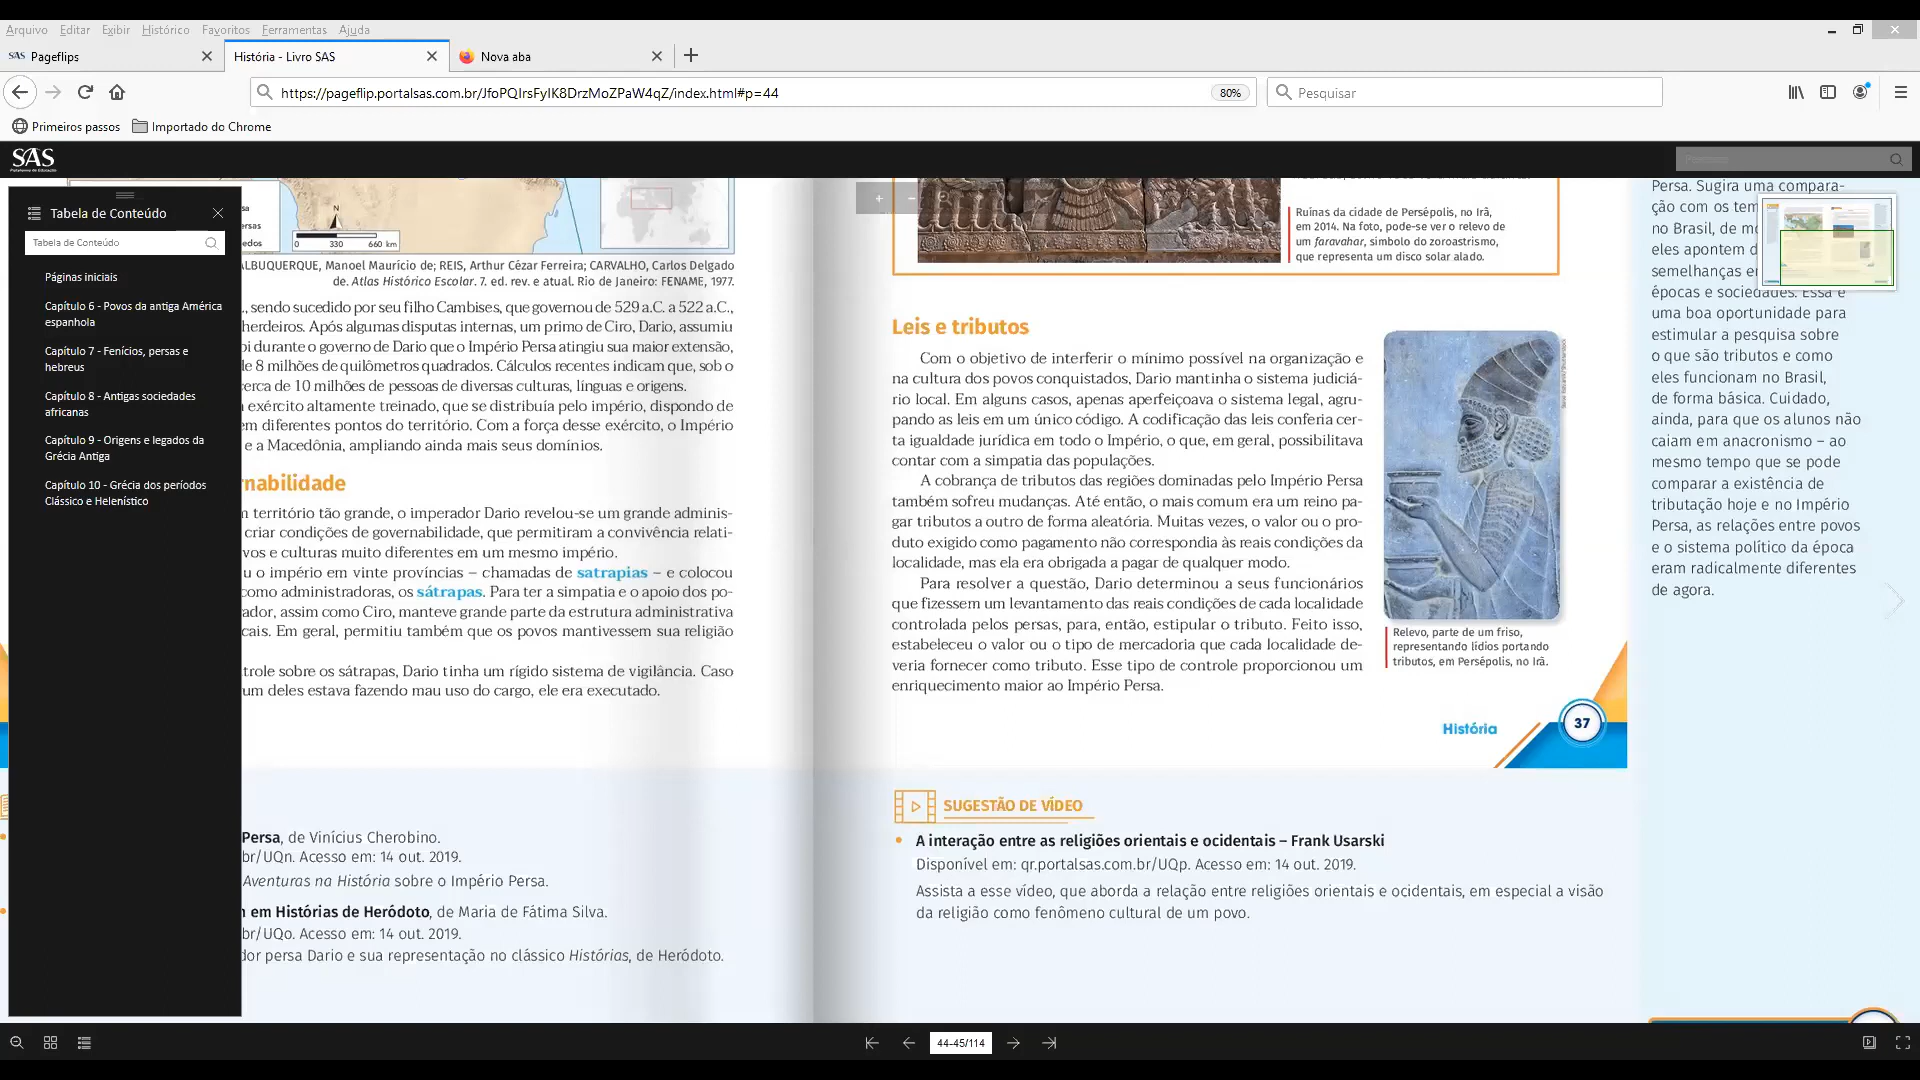 Arquivo Editar Exibir Histórico Favoritos Ferramentas Ajuda
SAS Pageflips
História - Livro SAS
Nova aba
https://pageflip.portalsas.com.br/JfoPQIrsFyIK8DrzMoZPaW4qZ/index.html#p=44
80%
Pesquisar
Primeiros passos
Importado do Chrome
SAS
Plataforma de Educação
Tabela de Conteúdo
Tabela de Conteúdo
Páginas iniciais
Capítulo 6 - Povos da antiga América
espanhola
Capítulo 7 - Fenícios, persas e
hebreus
Capítulo 8 - Antigas sociedades
africanas
Capítulo 9 - Origens e legados da
Grécia Antiga
Capítulo 10 - Grécia dos períodos
Clássico e Helenístico
N
0 330 660 km
ALBUQUERQUE, Manoel Maurício de; REIS, Arthur Cézar Ferreira; CARVALHO, Carlos Delgado
de. Atlas Histórico Escolar. 7. ed. rev. e atual. Rio de Janeiro: FENAME, 1977.
., sendo sucedido por seu filho Cambises, que governou de 529 a.C. a 522 a.C.,
herdeiros. Após algumas disputas internas, um primo de Ciro, Dario, assumiu
oi durante o governo de Dario que o Império Persa atingiu sua maior extensão,
de 8 milhões de quilômetros quadrados. Cálculos recentes indicam que, sob o
cerca de 10 milhões de pessoas de diversas culturas, línguas e origens.
exército altamente treinado, que se distribuía pelo império, dispondo de
em diferentes pontos do território. Com a força desse exército, o Império
e a Macedônia, ampliando ainda mais seus domínios.
rnabilidade
território tão grande, o imperador Dario revelou-se um grande adminis-
criar condições de governabilidade, que permitiram a convivência relati-
vos e culturas muito diferentes em um mesmo império.
u o império em vinte províncias – chamadas de satrapias – e colocou
como administradoras, os sátrapas. Para ter a simpatia e o apoio dos po-
ador, assim como Ciro, manteve grande parte da estrutura administrativa
cais. Em geral, permitiu também que os povos mantivessem sua religião
trole sobre os sátrapas, Dario tinha um rígido sistema de vigilância. Caso
um deles estava fazendo mau uso do cargo, ele era executado.
Persa, de Vinícius Cherobino.
br/UQn. Acesso em: 14 out. 2019.
Aventuras na História sobre o Império Persa.
em Histórias de Heródoto, de Maria de Fátima Silva.
br/UQo. Acesso em: 14 out. 2019.
dor persa Dario e sua representação no clássico Histórias, de Heródoto.
Ruínas da cidade de Persépolis, no Irã,
em 2014. Na foto, pode-se ver o relevo de
um faravahar, símbolo do zoroastrismo,
que representa um disco solar alado.
Leis e tributos
Com o objetivo de interferir o mínimo possível na organização e
na cultura dos povos conquistados, Dario mantinha o sistema judiciá-
rio local. Em alguns casos, apenas aperfeiçoava o sistema legal, agru-
pando as leis em um único código. A codificação das leis conferia cer-
ta igualdade jurídica em todo o Império, o que, em geral, possibilitava
contar com a simpatia das populações.
A cobrança de tributos das regiões dominadas pelo Império Persa
também sofreu mudanças. Até então, o mais comum era um reino pa-
gar tributos a outro de forma aleatória. Muitas vezes, o valor ou o pro-
duto exigido como pagamento não correspondia às reais condições da
localidade, mas ela era obrigada a pagar de qualquer modo.
Para resolver a questão, Dario determinou a seus funcionários
que fizessem um levantamento das reais condições de cada localidade
controlada pelos persas, para, então, estipular o tributo. Feito isso,
estabeleceu o valor ou o tipo de mercadoria que cada localidade de-
veria fornecer como tributo. Esse tipo de controle proporcionou um
enriquecimento maior ao Império Persa.
Relevo, parte de um friso,
representando lídios portando
tributos, em Persépolis, no Irã.
História 37
SUGESTÃO DE VÍDEO
A interação entre as religiões orientais e ocidentais – Frank Usarski
Disponível em: qr.portalsas.com.br/UQp. Acesso em: 14 out. 2019.
Assista a esse vídeo, que aborda a relação entre religiões orientais e ocidentais, em especial a visão
da religião como fenômeno cultural de um povo.
Persa. Sugira uma compara-
ção com os tem
no Brasil, de mo
eles apontem d
semelhanças en
épocas e sociedades. Essa é
uma boa oportunidade para
estimular a pesquisa sobre
o que são tributos e como
eles funcionam no Brasil,
de forma básica. Cuidado,
ainda, para que os alunos não
caiam em anacronismo – ao
mesmo tempo que se pode
comparar a existência de
tributação hoje e no Império
Persa, as relações entre povos
e o sistema político da época
eram radicalmente diferentes
de agora.
44-45/114